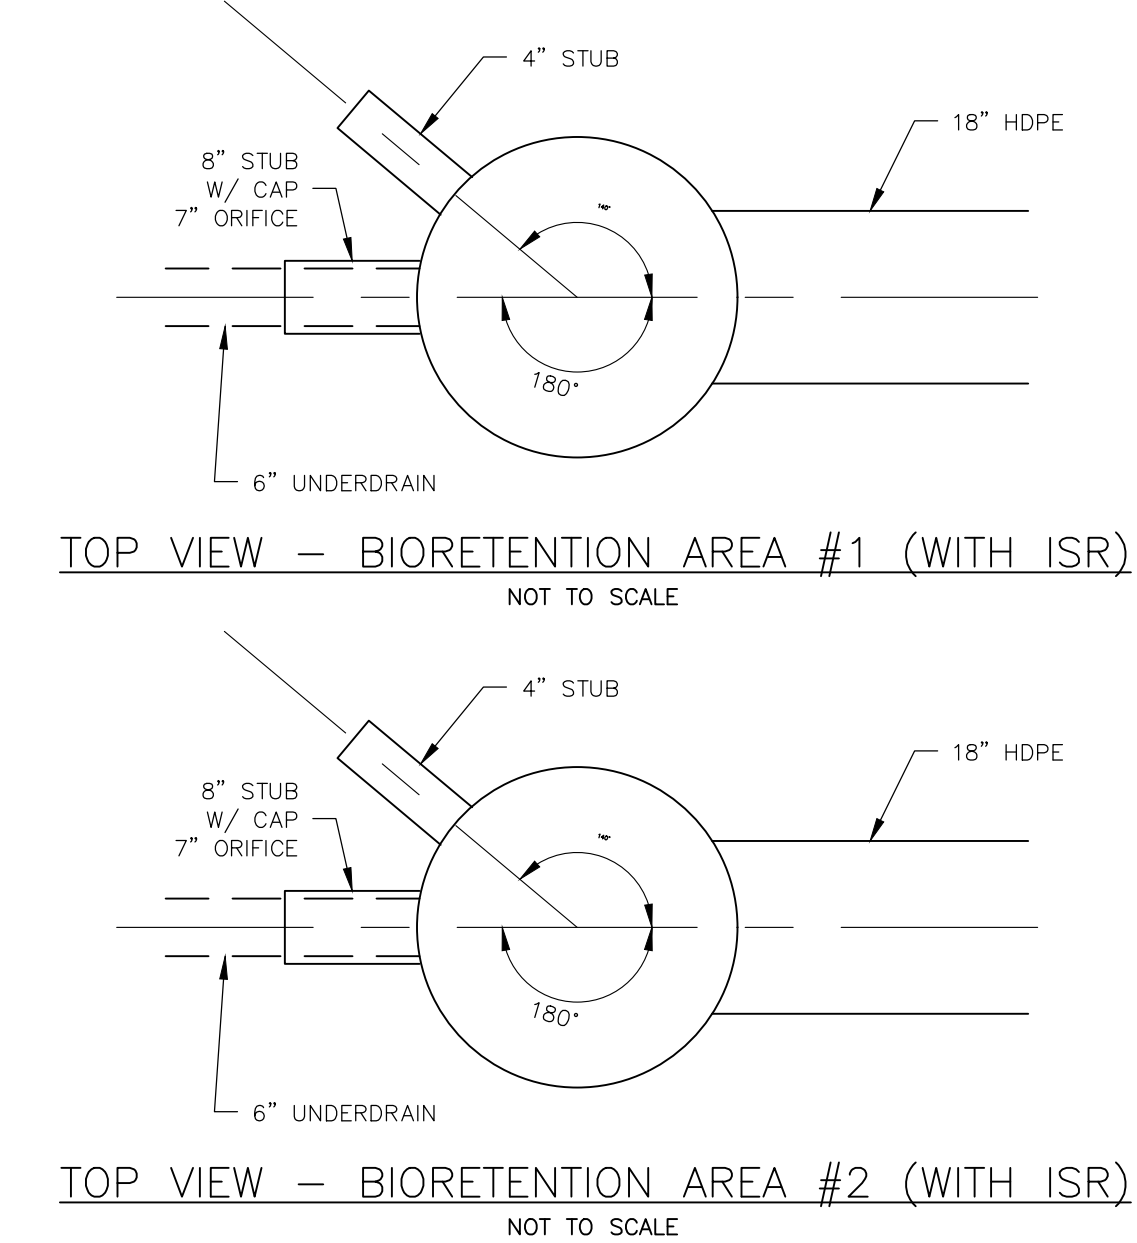 4” STUB
18” HDPE
8” STUB
W/ CAP
7” ORIFICE
140°
180°
6” UNDERDRAIN
TOP VIEW – BIORETENTION AREA #1 (WITH ISR)
NOT TO SCALE
4” STUB
18” HDPE
8” STUB
W/ CAP
7” ORIFICE
140°
180°
6” UNDERDRAIN
TOP VIEW – BIORETENTION AREA #2 (WITH ISR)
NOT TO SCALE